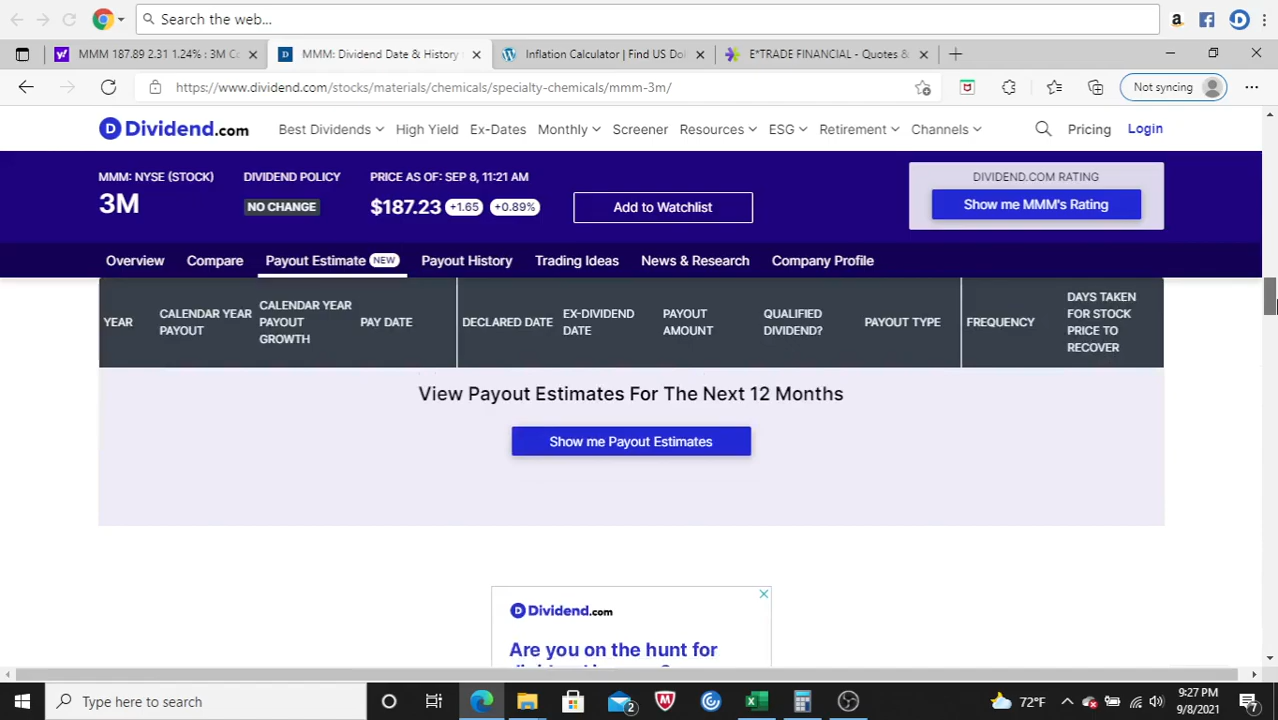 Search the web...
MMM 187.89 2.31 1.24% : 3M Co
MMM: Dividend Date & History
Inflation Calculator | Find US Dol
E*TRADE FINANCIAL - Quotes &
https://www.dividend.com/stocks/materials/chemicals/specialty-chemicals/mmm-3m/
Not syncing
Dividend.com
Best Dividends
High Yield
Ex-Dates
Monthly
Screener
Resources
ESG
Retirement
Channels
Pricing
Login
MMM: NYSE (STOCK)
3M
DIVIDEND POLICY
NO CHANGE
PRICE AS OF: SEP 8, 11:21 AM
$187.23 +1.65 +0.89%
Add to Watchlist
DIVIDEND.COM RATING
Show me MMM's Rating
Overview
Compare
Payout Estimate NEW
Payout History
Trading Ideas
News & Research
Company Profile
YEAR
CALENDAR YEAR
PAYOUT
CALENDAR YEAR
PAYOUT
GROWTH
PAY DATE
DECLARED DATE
EX-DIVIDEND
DATE
PAYOUT
AMOUNT
QUALIFIED
DIVIDEND?
PAYOUT TYPE
FREQUENCY
DAYS TAKEN
FOR STOCK
PRICE TO
RECOVER
View Payout Estimates For The Next 12 Months
Show me Payout Estimates
Dividend.com
Are you on the hunt for
Type here to search
2
72°F
9:27 PM
9/8/2021
7